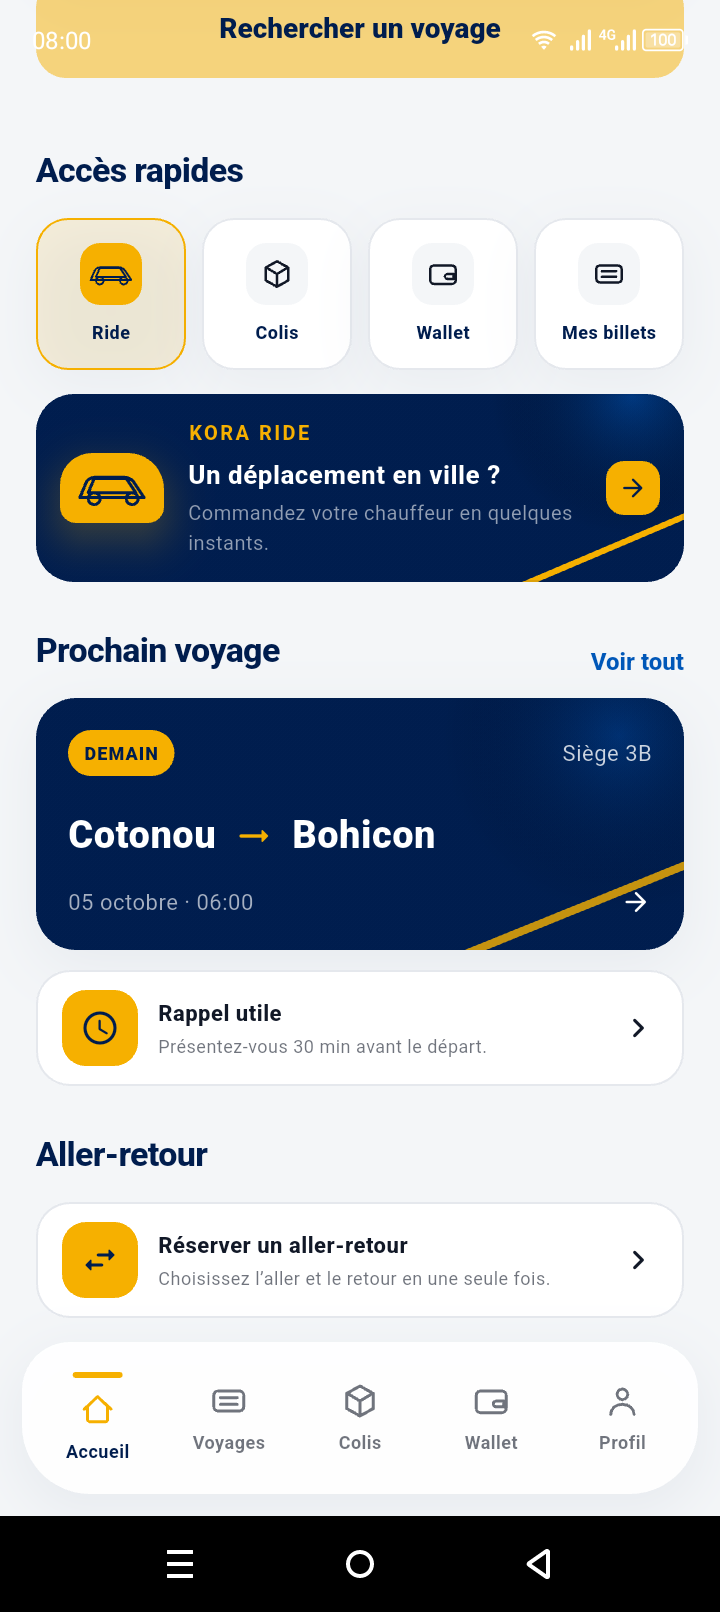 Rechercher un voyage
08:00
4G
100
Accès rapides
Ride
Colis
Wallet
Mes billets
KORA RIDE
Un déplacement en ville ?
Commandez votre chauffeur en quelques
instants.
Prochain voyage
Voir tout
DEMAIN
Siège 3B
Cotonou → Bohicon
05 octobre · 06:00
Rappel utile
Présentez-vous 30 min avant le départ.
Aller-retour
Réserver un aller-retour
Choisissez l’aller et le retour en une seule fois.
Accueil
Voyages
Colis
Wallet
Profil